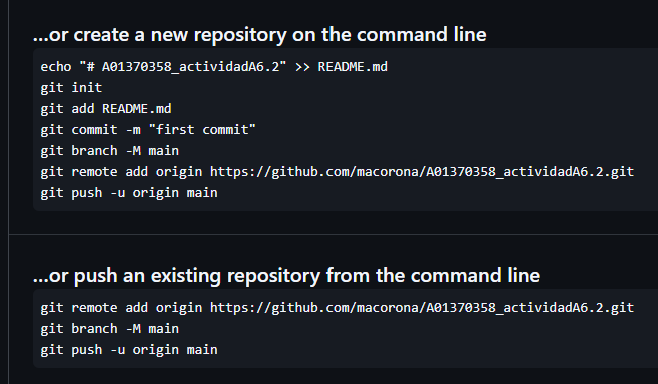 ...or create a new repository on the command line
echo "# A01370358_actividadA6.2" >> README.md
git init
git add README.md
git commit -m "first commit"
git branch -M main
git remote add origin https://github.com/macorona/A01370358_actividadA6.2.git
git push -u origin main
...or push an existing repository from the command line
git remote add origin https://github.com/macorona/A01370358_actividadA6.2.git
git branch -M main
git push -u origin main